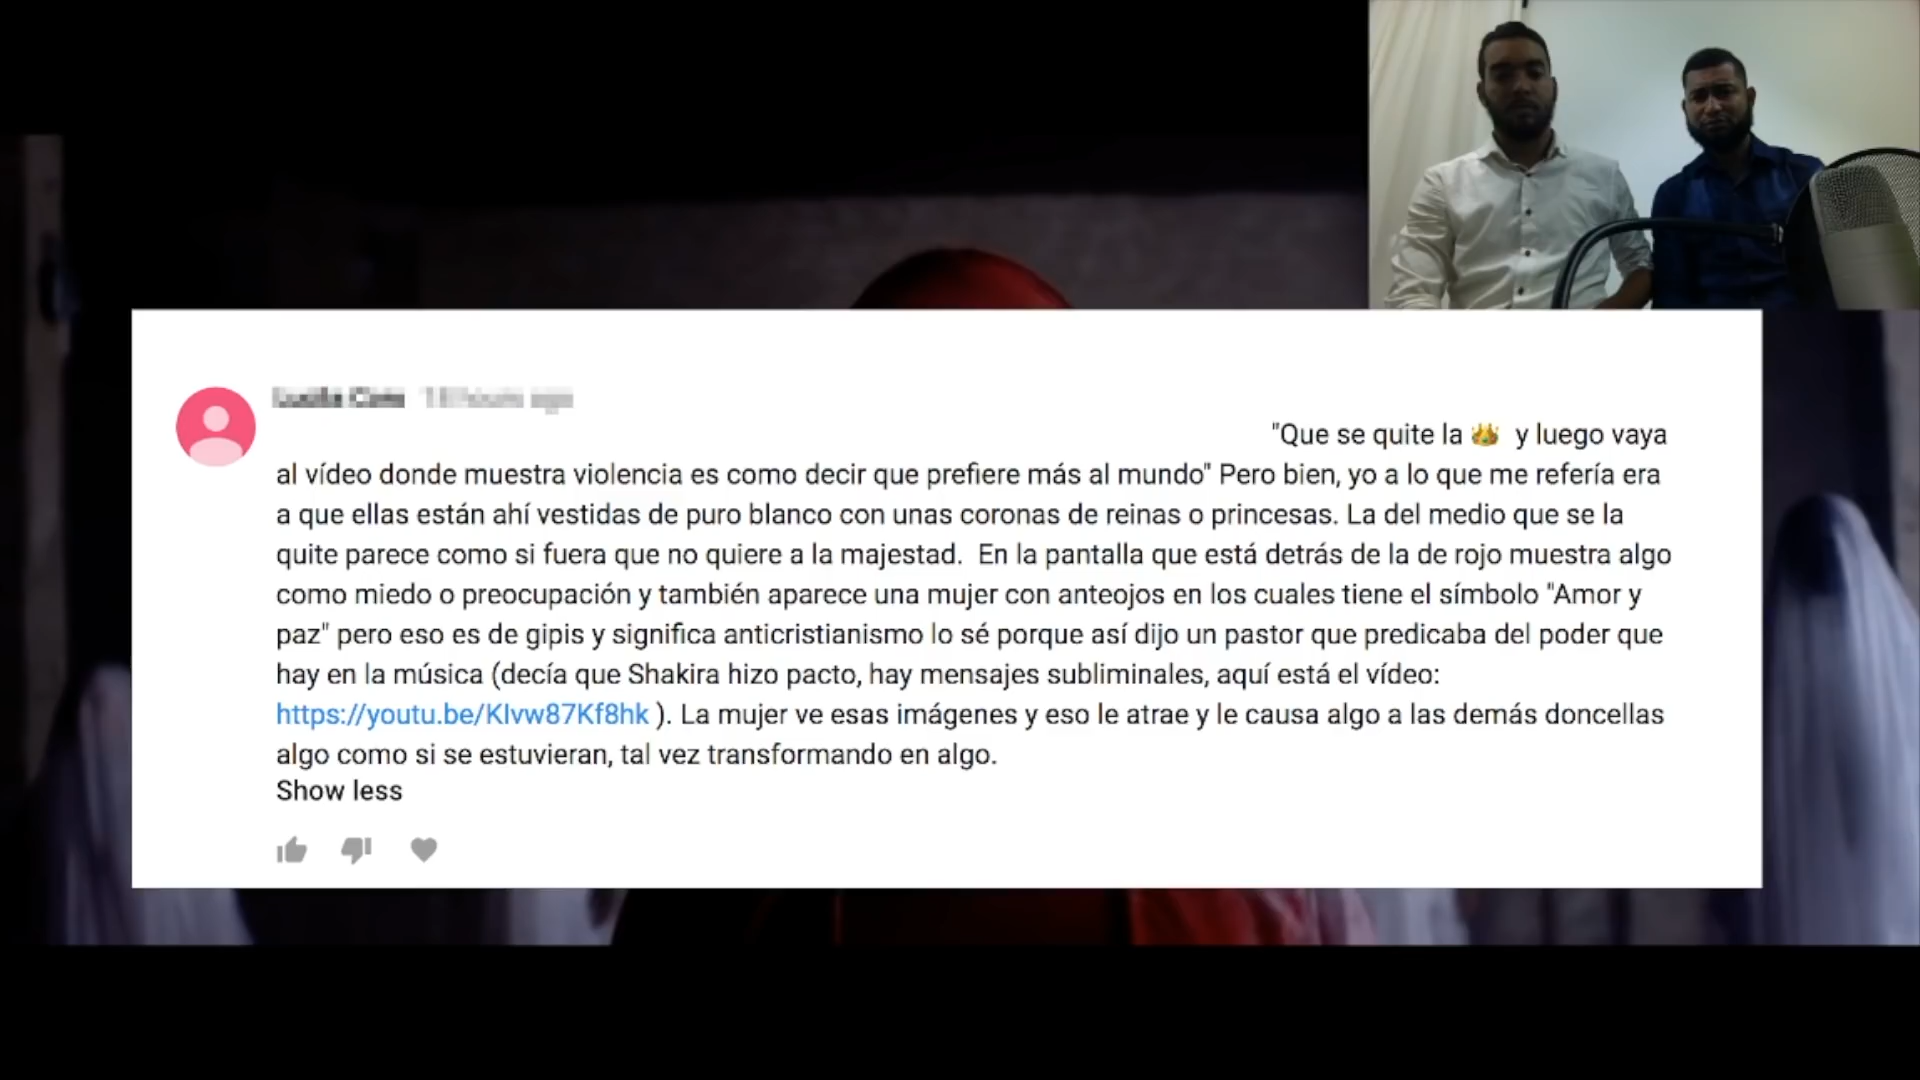 "Que se quite la 👑 y luego vaya
al vídeo donde muestra violencia es como decir que prefiere más al mundo" Pero bien, yo a lo que me refería era
a que ellas están ahí vestidas de puro blanco con unas coronas de reinas o princesas. La del medio que se la
quite parece como si fuera que no quiere a la majestad.  En la pantalla que está detrás de la de rojo muestra algo
como miedo o preocupación y también aparece una mujer con anteojos en los cuales tiene el símbolo "Amor y
paz" pero eso es de gipis y significa anticristianismo lo sé porque así dijo un pastor que predicaba del poder que
hay en la música (decía que Shakira hizo pacto, hay mensajes subliminales, aquí está el vídeo:
https://youtu.be/KIvw87Kf8hk ). La mujer ve esas imágenes y eso le atrae y le causa algo a las demás doncellas
algo como si se estuvieran, tal vez transformando en algo.
Show less